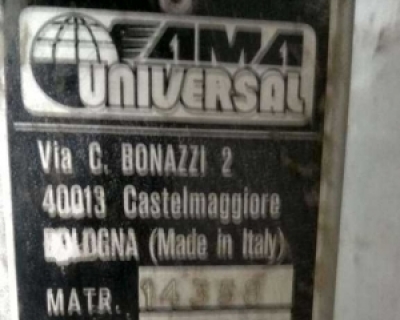 AMA
UNIVERSAL
Via C. BONAZZI 2
40013 Castelmaggiore
BOLOGNA (Made in Italy)
MATR.